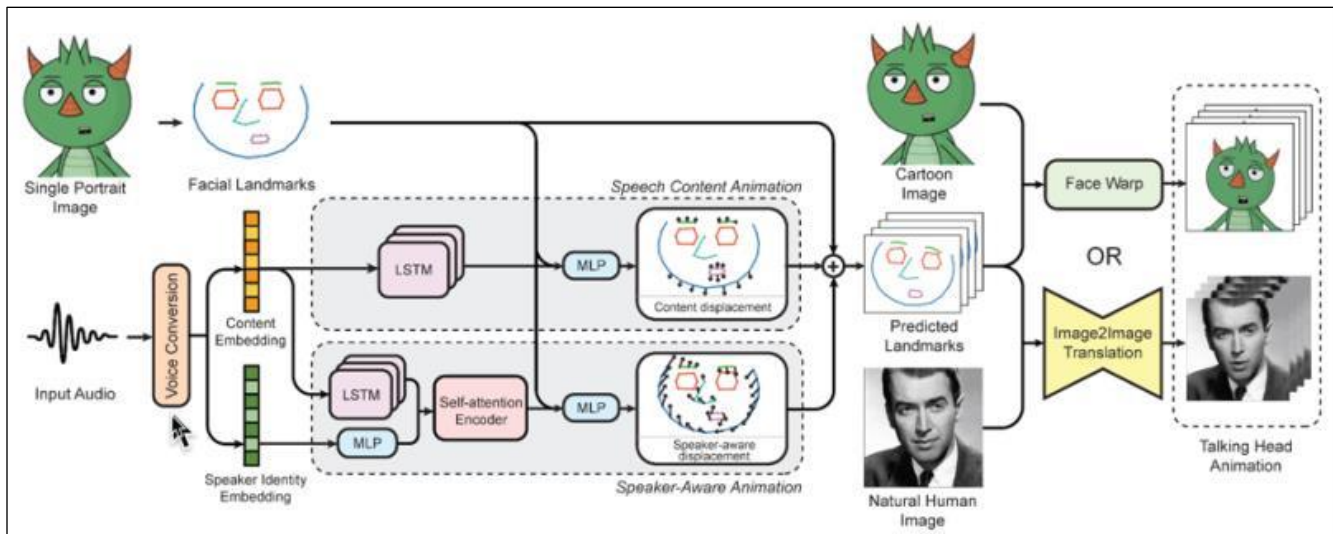 Single Portrait
Image
Facial Landmarks
Speech Content Animation
LSTM
MLP
Content displacement
Input Audio
Voice Conversion
Content
Embedding
Speaker Identity
Embedding
LSTM
MLP
Self-attention
Encoder
MLP
Speaker-aware
displacement
Speaker-Aware Animation
Cartoon
Image
Predicted
Landmarks
Natural Human
Image
Face Warp
OR
Image2Image
Translation
Talking Head
Animation